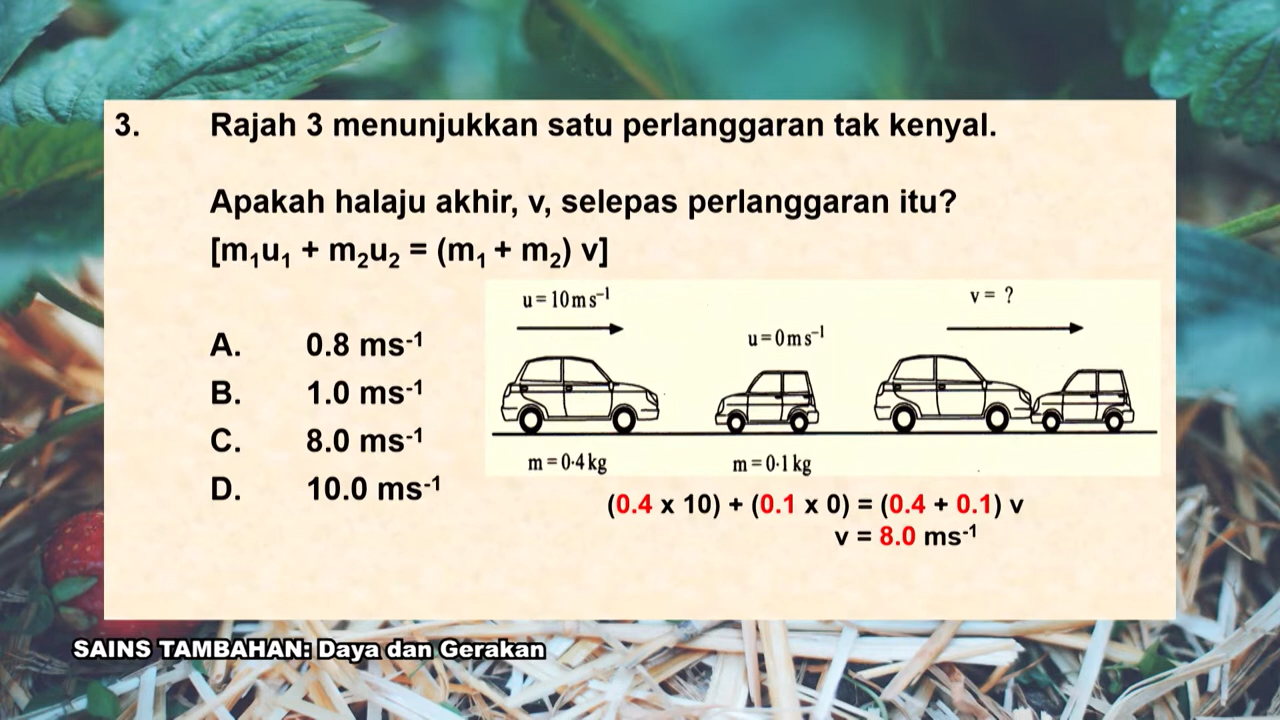 3. Rajah 3 menunjukkan satu perlanggaran tak kenyal.
Apakah halaju akhir, v, selepas perlanggaran itu?
[m₁u₁ + m₂u₂ = (m₁ + m₂) v]
A. 0.8 ms⁻¹
B. 1.0 ms⁻¹
C. 8.0 ms⁻¹
D. 10.0 ms⁻¹
u = 10 m s⁻¹
u = 0 m s⁻¹
v = ?
m = 0·4 kg
m = 0·1 kg
(0.4 x 10) + (0.1 x 0) = (0.4 + 0.1) v
v = 8.0 ms⁻¹
SAINS TAMBAHAN: Daya dan Gerakan